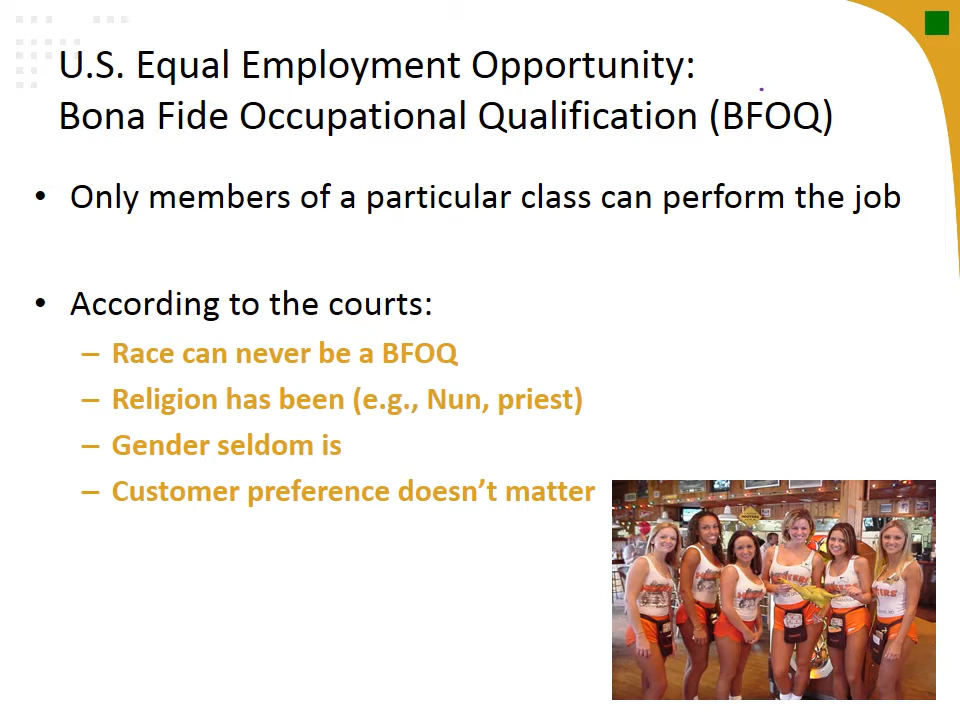 U.S. Equal Employment Opportunity:
Bona Fide Occupational Qualification (BFOQ)
• Only members of a particular class can perform the job
• According to the courts:
– Race can never be a BFOQ
– Religion has been (e.g., Nun, priest)
– Gender seldom is
– Customer preference doesn’t matter